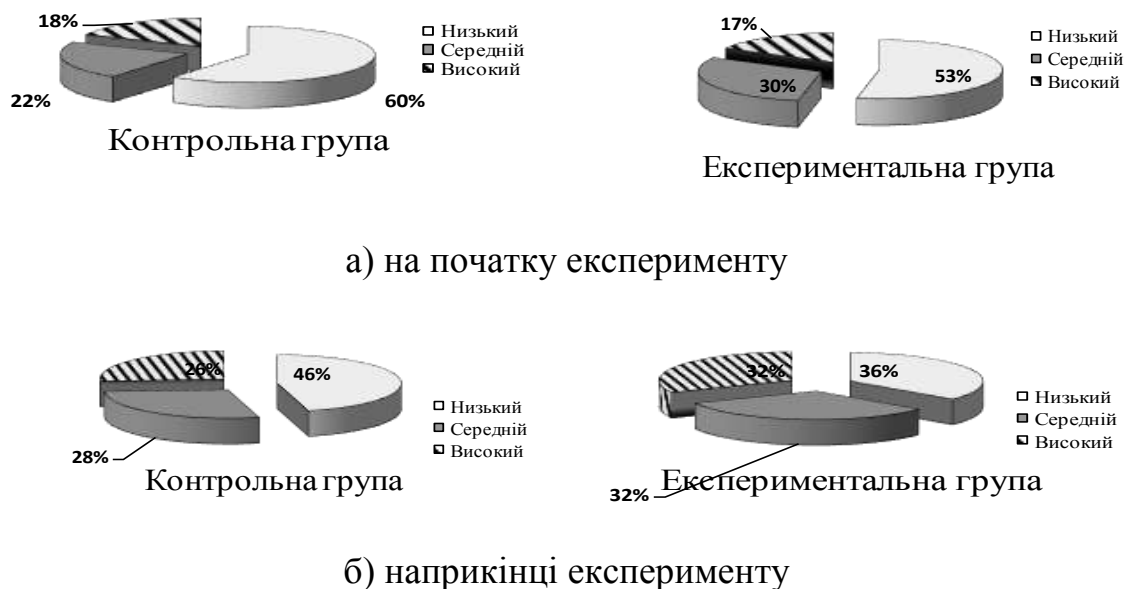 18%
22%
60%
Низький
Середній
Високий
Контрольна група
17%
30%
53%
Низький
Середній
Високий
Експериментальна група
а) на початку експерименту
26%
46%
28%
Низький
Середній
Високий
Контрольна група
32%
36%
32%
Низький
Середній
Високий
Експериментальна група
б) наприкінці експерименту